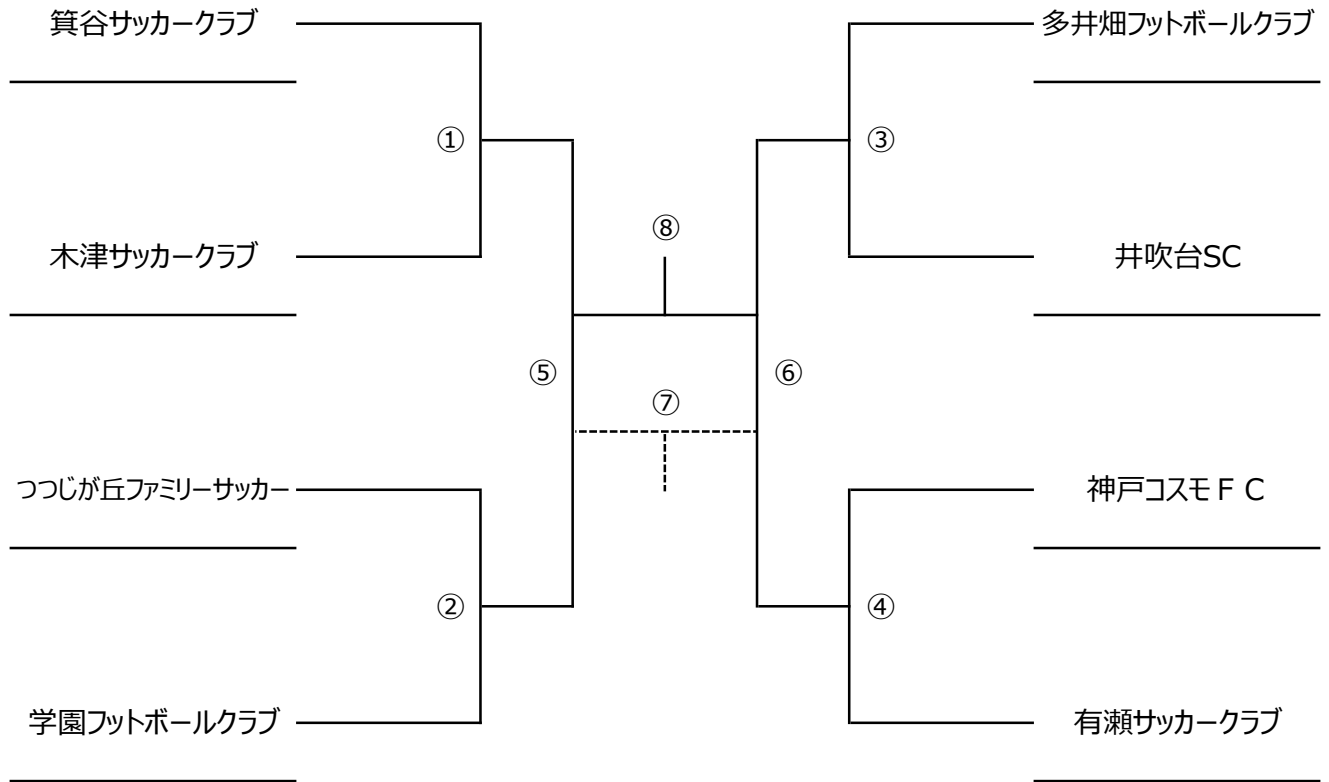 箕谷サッカークラブ
多井畑フットボールクラブ
①
③
⑧
木津サッカークラブ
井吹台SC
⑤
⑥
⑦
つつじが丘ファミリーサッカー
神戸コスモＦＣ
②
④
学園フットボールクラブ
有瀬サッカークラブ